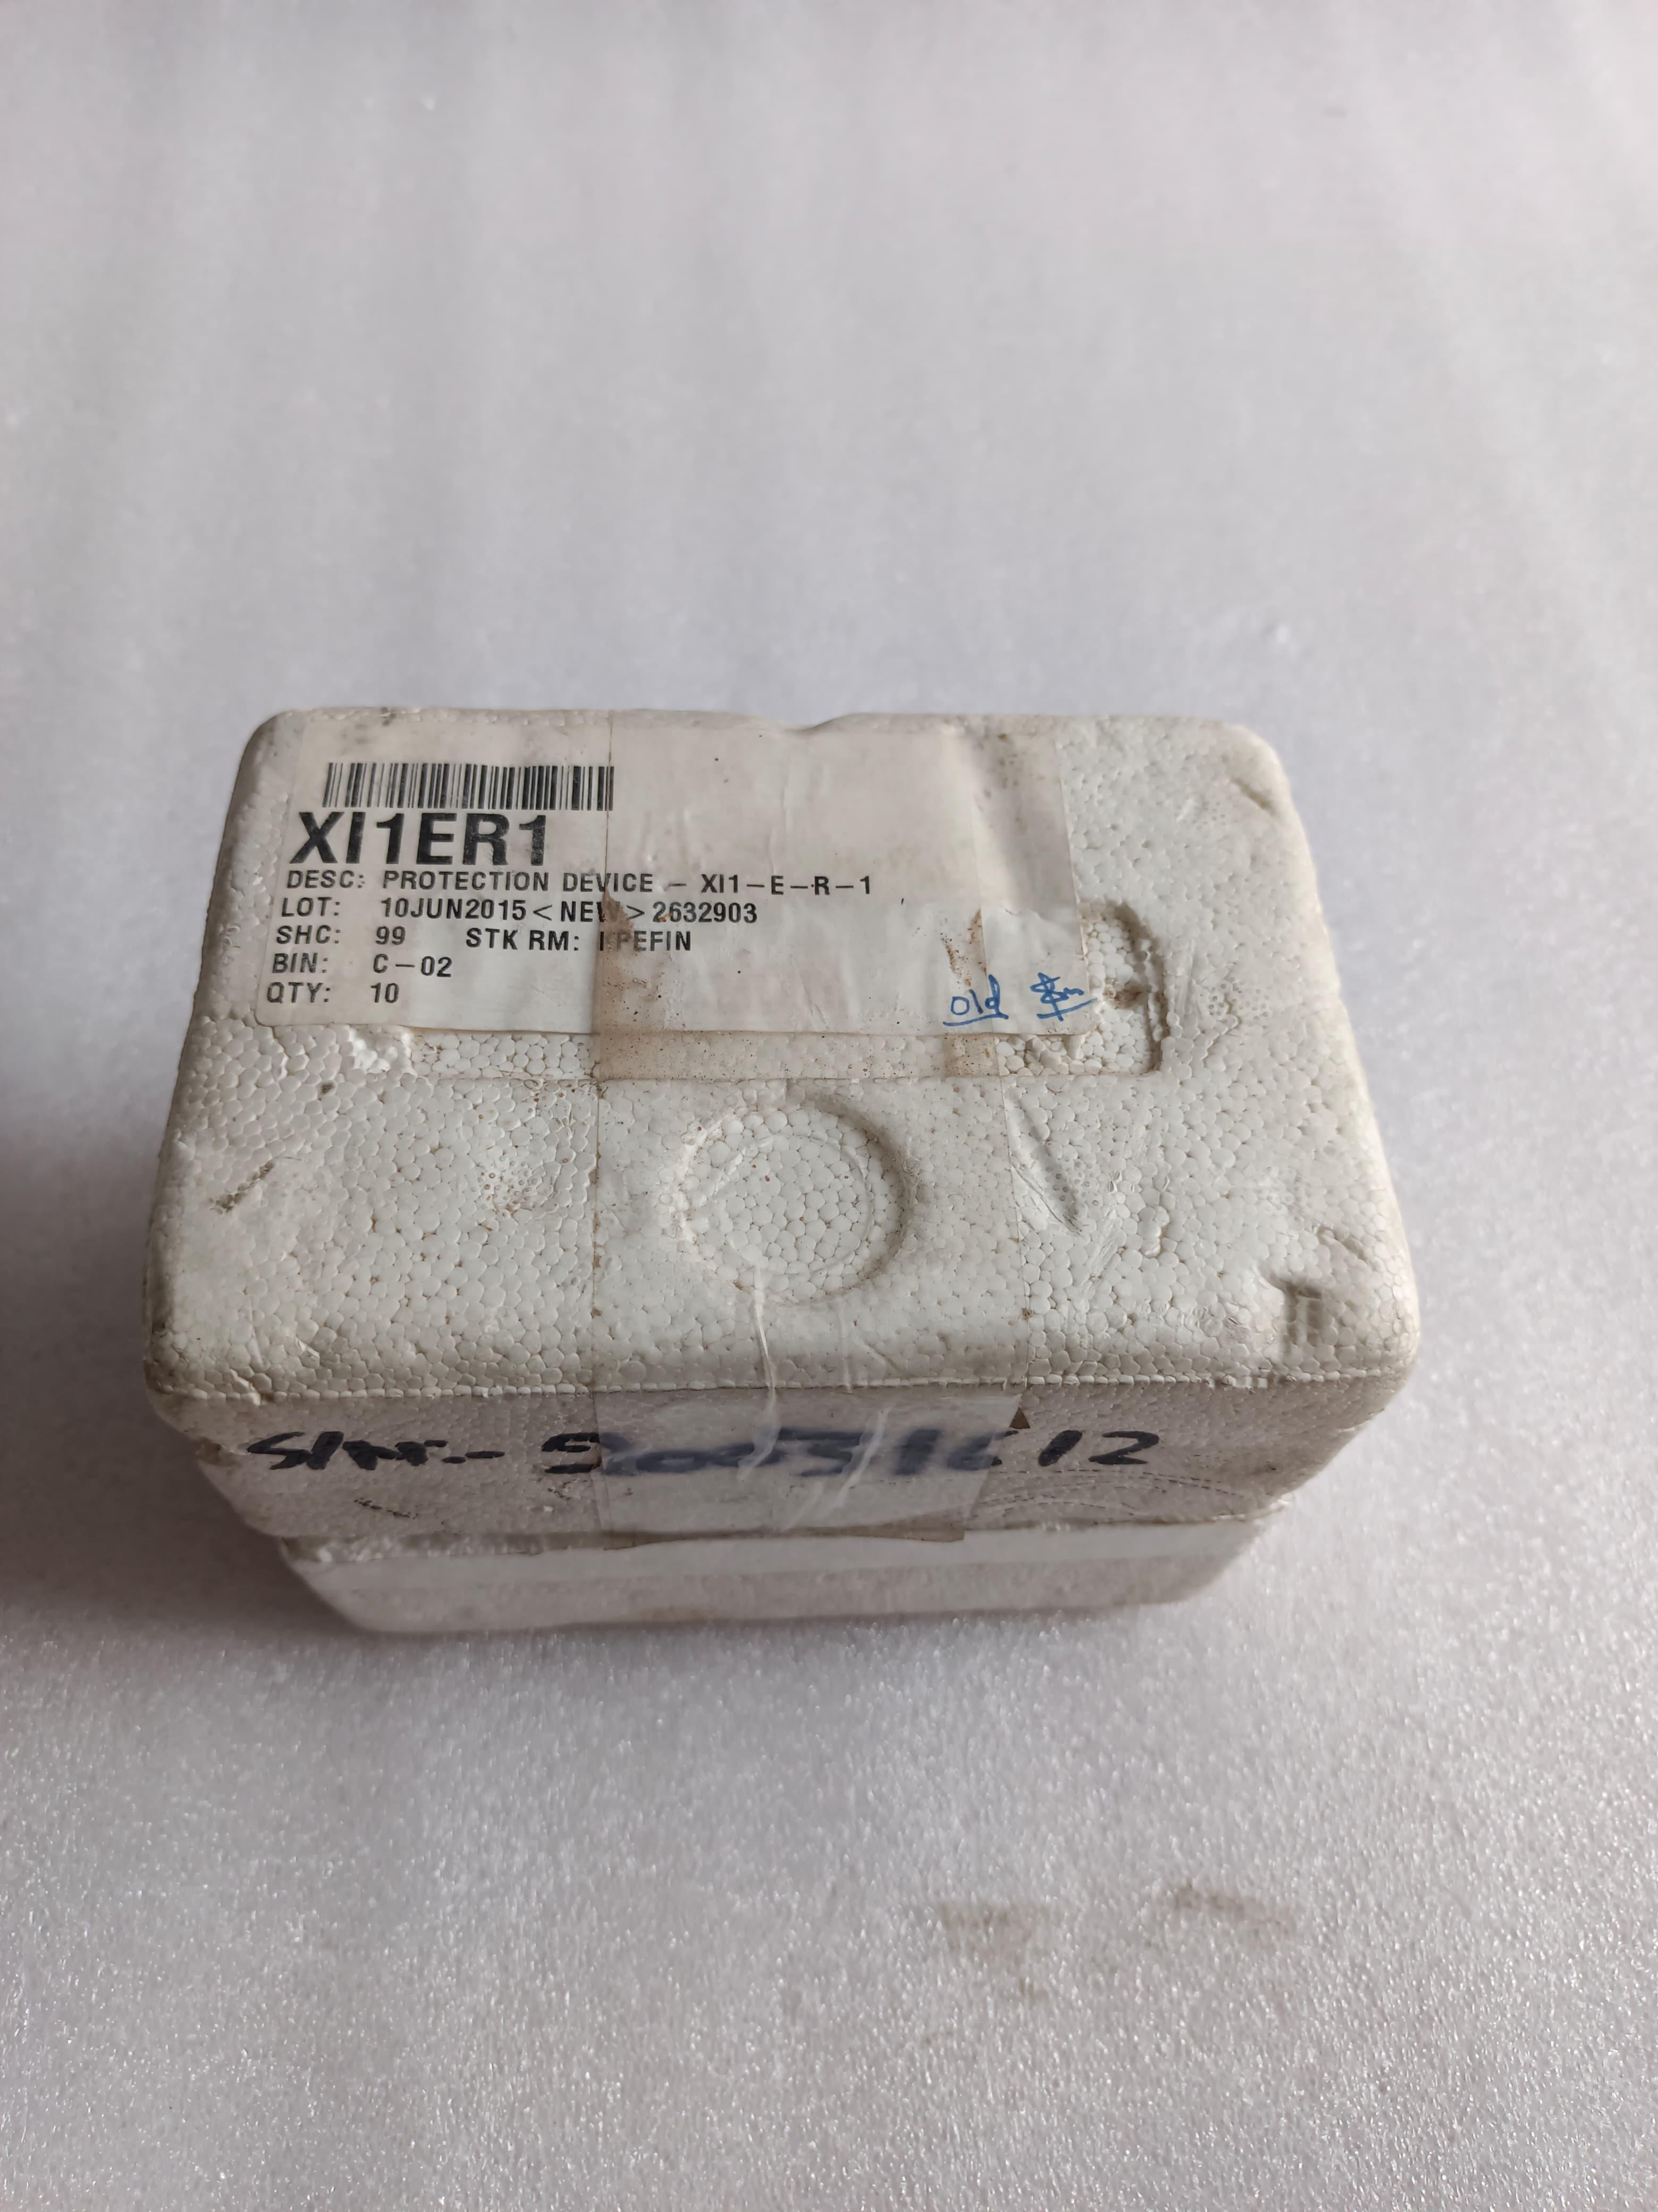 XI1ER1
DESC: PROTECTION DEVICE - XI1-E-R-1
LOT: 10JUN2015<NEW>2632903
SHC: 99 STK RM:
BIN: C-02
QTY: 10
Old